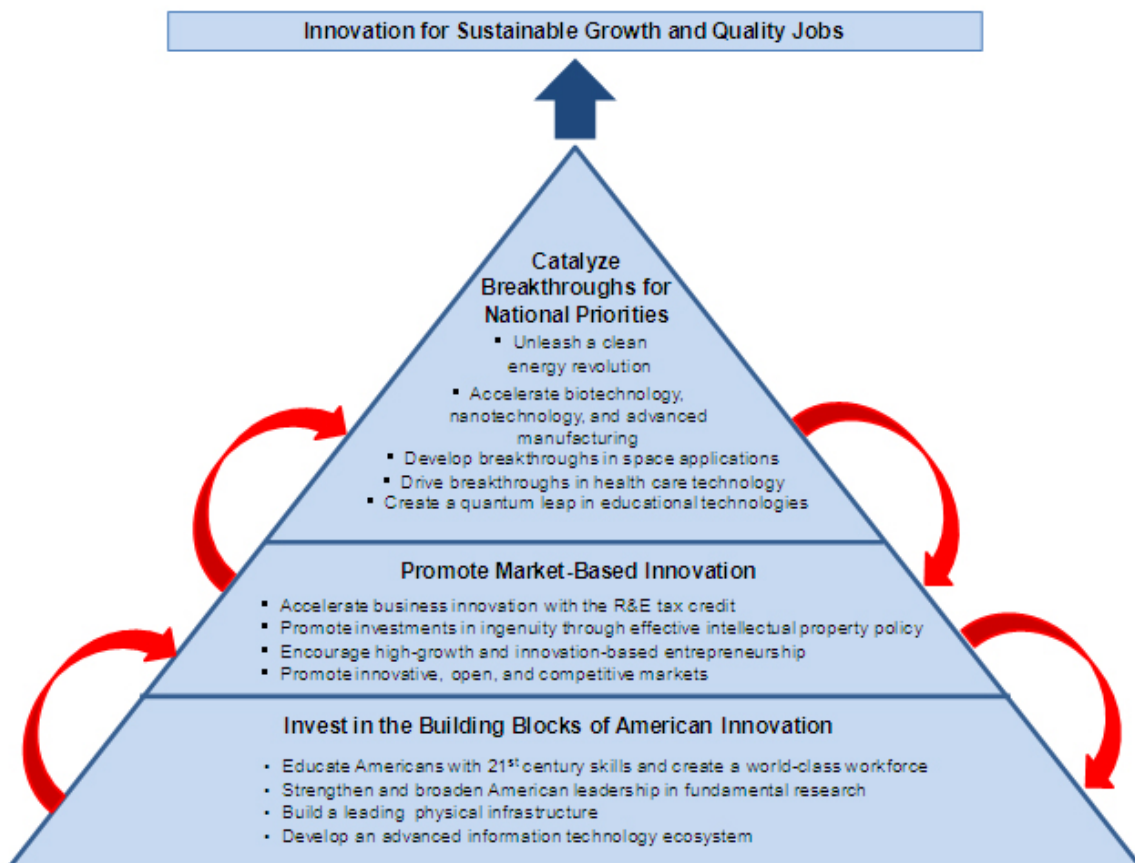 Innovation for Sustainable Growth and Quality Jobs
Catalyze
Breakthroughs for
National Priorities
▪ Unleash a clean
energy revolution
▪ Accelerate biotechnology,
nanotechnology, and advanced
manufacturing
▪ Develop breakthroughs in space applications
▪ Drive breakthroughs in health care technology
▪ Create a quantum leap in educational technologies
Promote Market-Based Innovation
▪ Accelerate business innovation with the R&E tax credit
▪ Promote investments in ingenuity through effective intellectual property policy
▪ Encourage high-growth and innovation-based entrepreneurship
▪ Promote innovative, open, and competitive markets
Invest in the Building Blocks of American Innovation
▪ Educate Americans with 21st century skills and create a world-class workforce
▪ Strengthen and broaden American leadership in fundamental research
▪ Build a leading physical infrastructure
▪ Develop an advanced information technology ecosystem